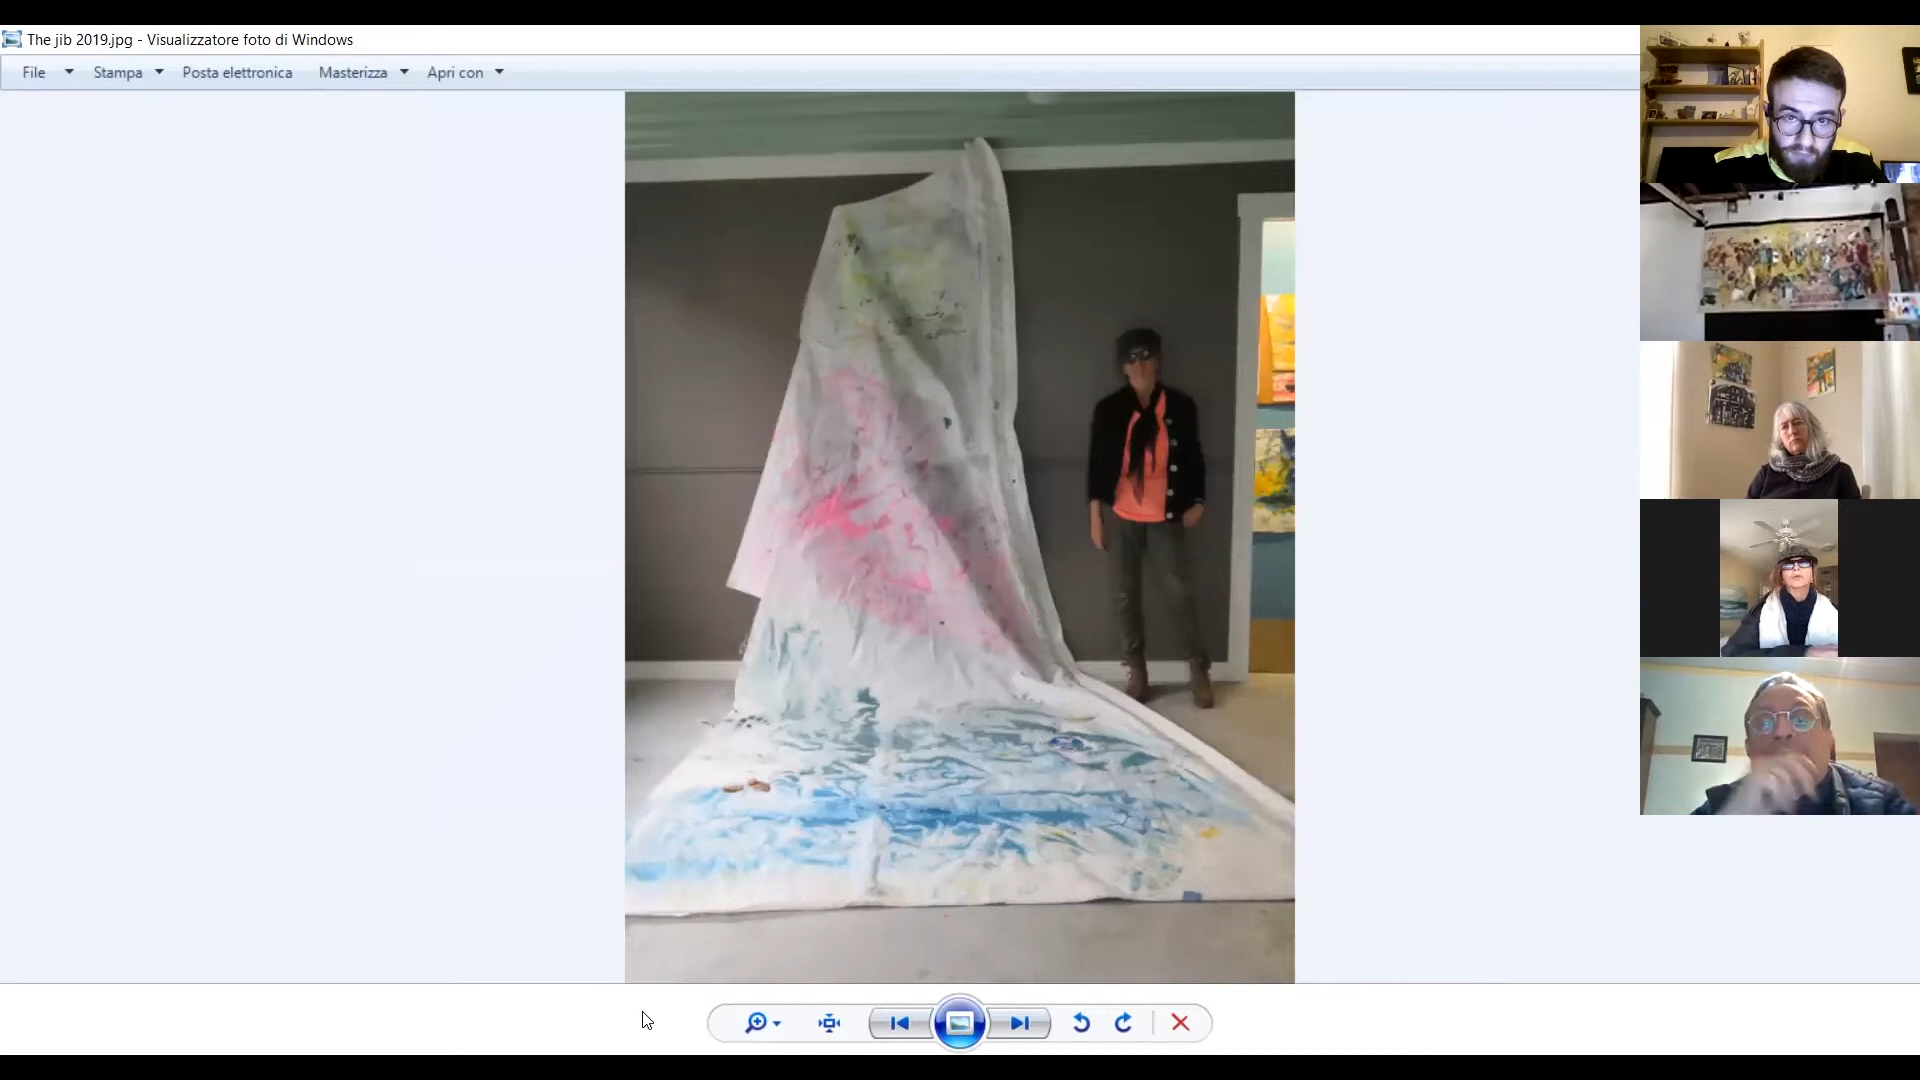 The jib 2019.jpg - Visualizzatore foto di Windows
File Stampa Posta elettronica Masterizza Apri con